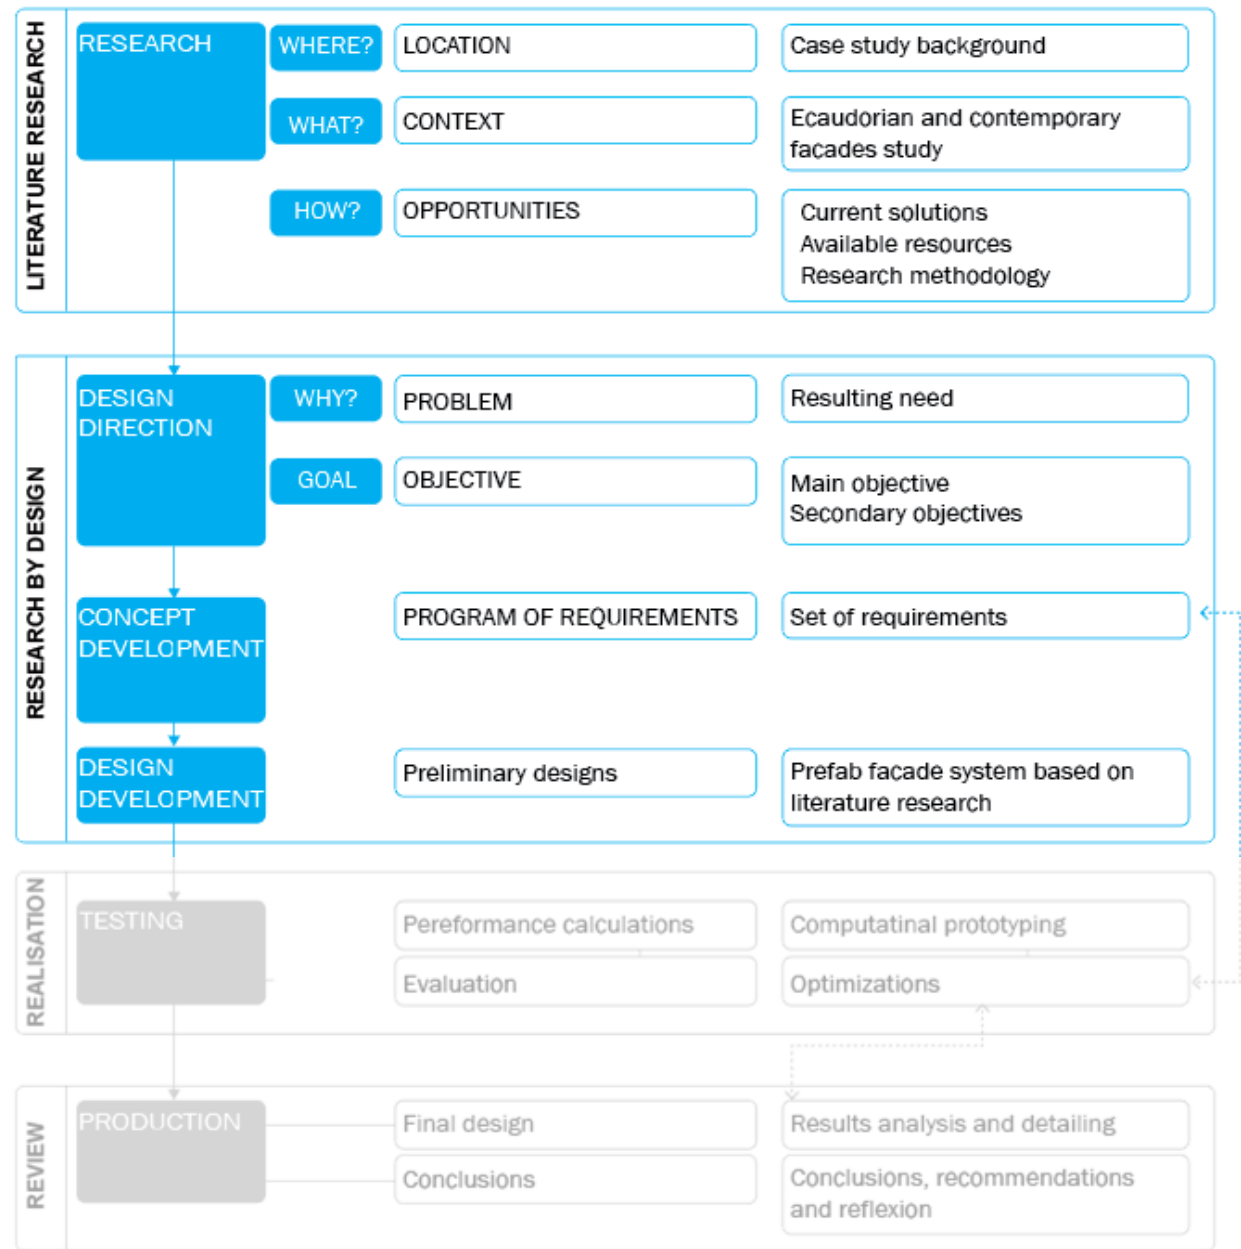 LITERATURE RESEARCH
RESEARCH
WHERE?
LOCATION
Case study background
WHAT?
CONTEXT
Ecaudorian and contemporary
façades study
HOW?
OPPORTUNITIES
Current solutions
Available resources
Research methodology
RESEARCH BY DESIGN
DESIGN
DIRECTION
WHY?
PROBLEM
Resulting need
GOAL
OBJECTIVE
Main objective
Secondary objectives
CONCEPT
DEVELOPMENT
PROGRAM OF REQUIREMENTS
Set of requirements
DESIGN
DEVELOPMENT
Preliminary designs
Prefab façade system based on
literature research
REALISATION
TESTING
Pereformance calculations
Computatinal prototyping
Evaluation
Optimizations
REVIEW
PRODUCTION
Final design
Results analysis and detailing
Conclusions
Conclusions, recommendations
and reflexion